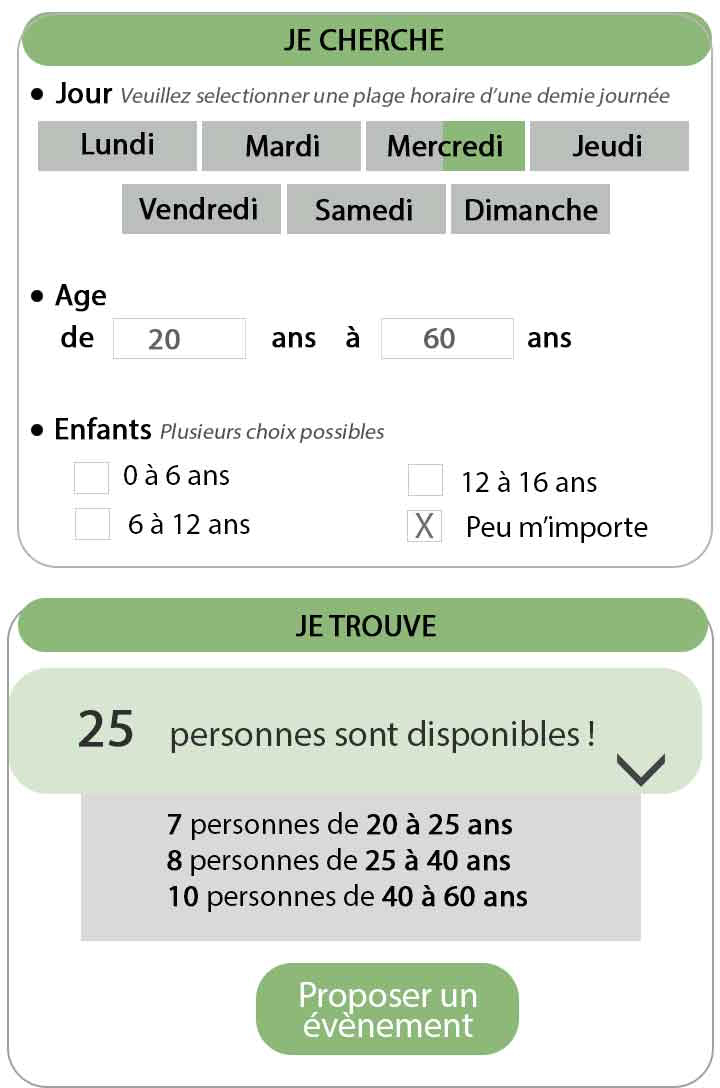 JE CHERCHE
• Jour Veuillez selectionner une plage horaire d'une demie journée
Lundi Mardi Mercredi Jeudi
Vendredi Samedi Dimanche
• Age
de 20 ans à 60 ans
• Enfants Plusieurs choix possibles
0 à 6 ans 12 à 16 ans
6 à 12 ans X Peu m'importe
JE TROUVE
25 personnes sont disponibles !
7 personnes de 20 à 25 ans
8 personnes de 25 à 40 ans
10 personnes de 40 à 60 ans
Proposer un
évènement